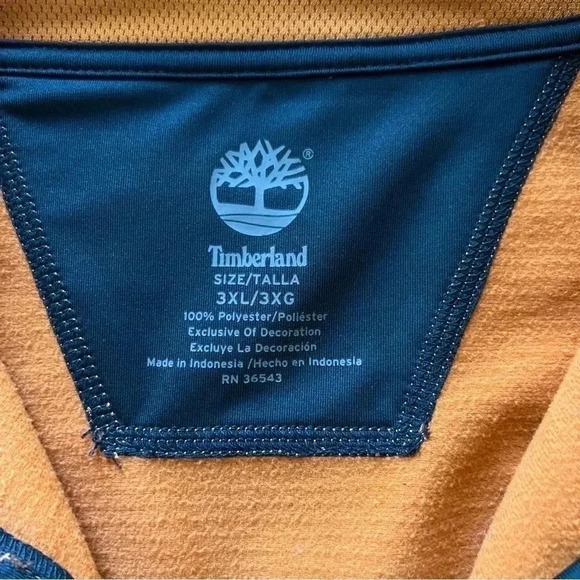 ®
Timberland
SIZE/TALLA
3XL/3XG
100% Polyester/Poliéster
Exclusive Of Decoration
Excluye La Decoración
Made in Indonesia /Hecho en Indonesia
RN 36543